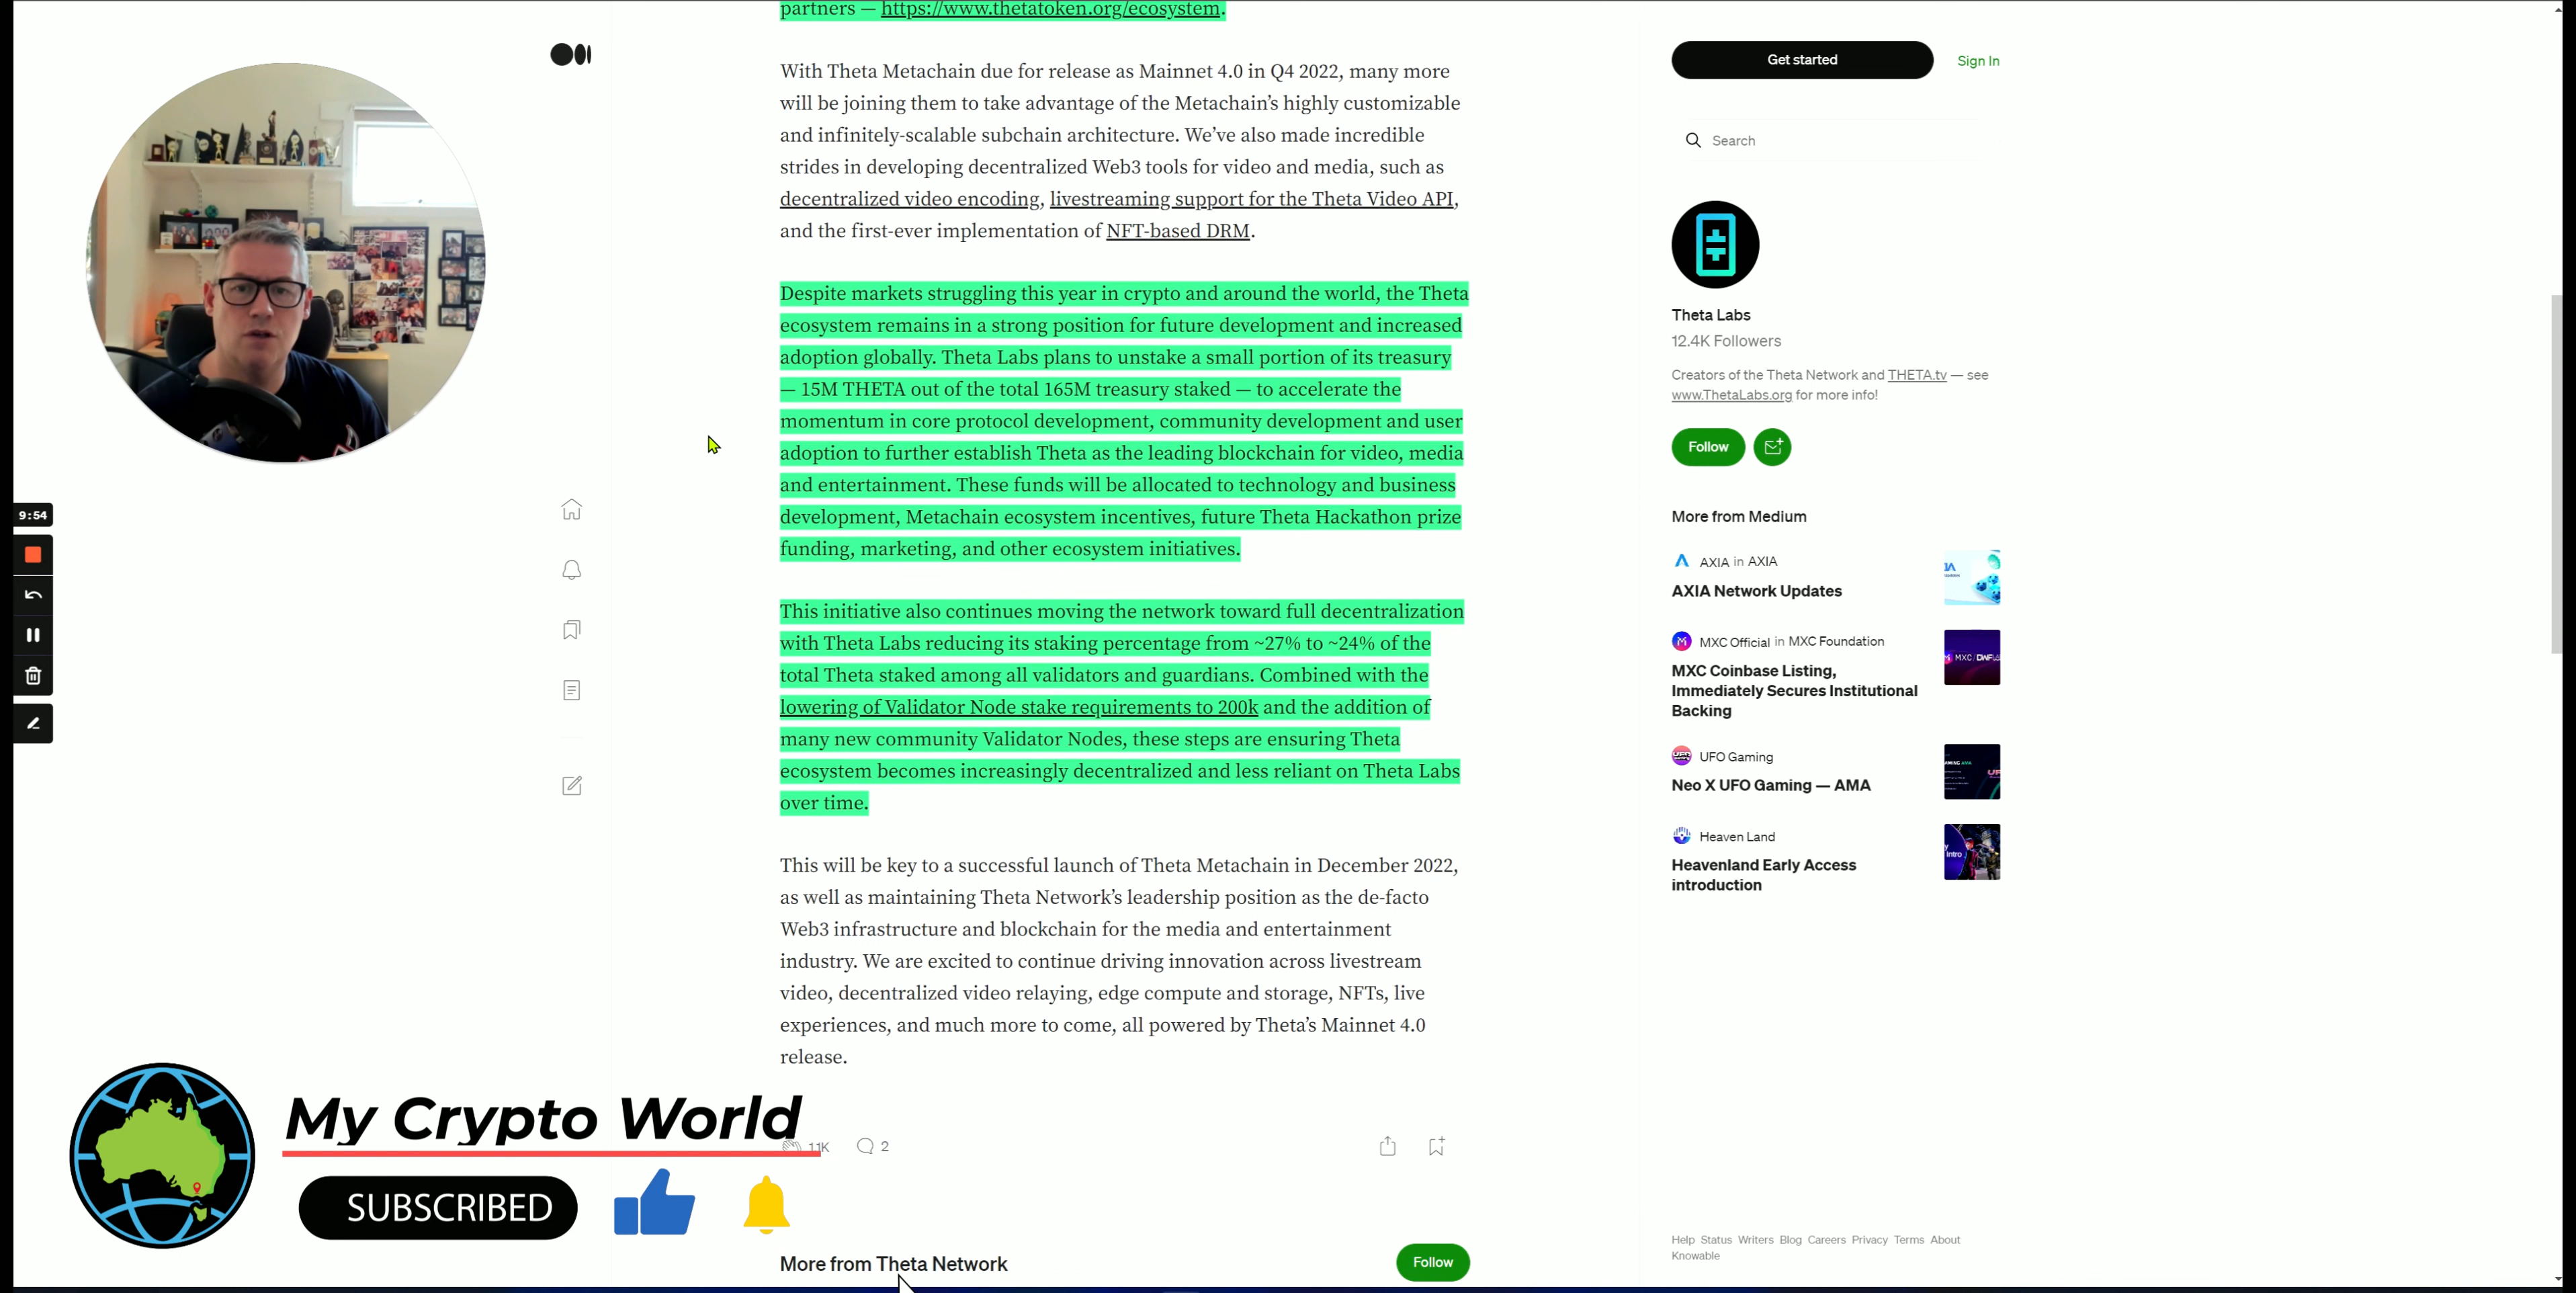 partners — https://www.thetatoken.org/ecosystem.
With Theta Metachain due for release as Mainnet 4.0 in Q4 2022, many more
will be joining them to take advantage of the Metachain's highly customizable
and infinitely-scalable subchain architecture. We've also made incredible
strides in developing decentralized Web3 tools for video and media, such as
decentralized video encoding, livestreaming support for the Theta Video API,
and the first-ever implementation of NFT-based DRM.
Despite markets struggling this year in crypto and around the world, the Theta
ecosystem remains in a strong position for future development and increased
adoption globally. Theta Labs plans to unstake a small portion of its treasury
— 15M THETA out of the total 165M treasury staked — to accelerate the
momentum in core protocol development, community development and user
adoption to further establish Theta as the leading blockchain for video, media
and entertainment. These funds will be allocated to technology and business
development, Metachain ecosystem incentives, future Theta Hackathon prize
funding, marketing, and other ecosystem initiatives.
This initiative also continues moving the network toward full decentralization
with Theta Labs reducing its staking percentage from ~27% to ~24% of the
total Theta staked among all validators and guardians. Combined with the
lowering of Validator Node stake requirements to 200k and the addition of
many new community Validator Nodes, these steps are ensuring Theta
ecosystem becomes increasingly decentralized and less reliant on Theta Labs
over time.
This will be key to a successful launch of Theta Metachain in December 2022,
as well as maintaining Theta Network's leadership position as the de-facto
Web3 infrastructure and blockchain for the media and entertainment
industry. We are excited to continue driving innovation across livestream
video, decentralized video relaying, edge compute and storage, NFTs, live
experiences, and much more to come, all powered by Theta's Mainnet 4.0
release.
1.1K 2
More from Theta Network
Follow
9:54
My Crypto World
SUBSCRIBED
Get started
Sign In
Search
Theta Labs
12.4K Followers
Creators of the Theta Network and THETA.tv — see
www.ThetaLabs.org for more info!
Follow
More from Medium
AXIA in AXIA
AXIA Network Updates
MXC Official in MXC Foundation
MXC Coinbase Listing,
Immediately Secures Institutional
Backing
UFO Gaming
Neo X UFO Gaming — AMA
Heaven Land
Heavenland Early Access
introduction
Help Status Writers Blog Careers Privacy Terms About
Knowable